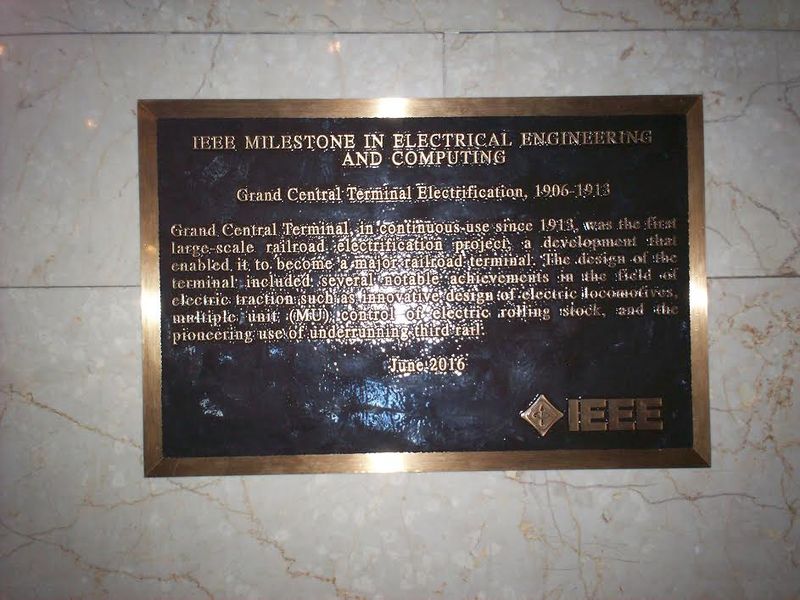 IEEE MILESTONE IN ELECTRICAL ENGINEERING
AND COMPUTING
Grand Central Terminal Electrification, 1906-1913
Grand Central Terminal, in continuous use since 1913, was the first
large-scale railroad electrification project, a development that
enabled it to become a major railroad terminal. The design of the
terminal included several notable achievements in the field of
electric traction such as innovative design of electric locomotives,
multiple unit (MU) control of electric rolling stock, and the
pioneering use of underrunning third rail.
June 2016
IEEE